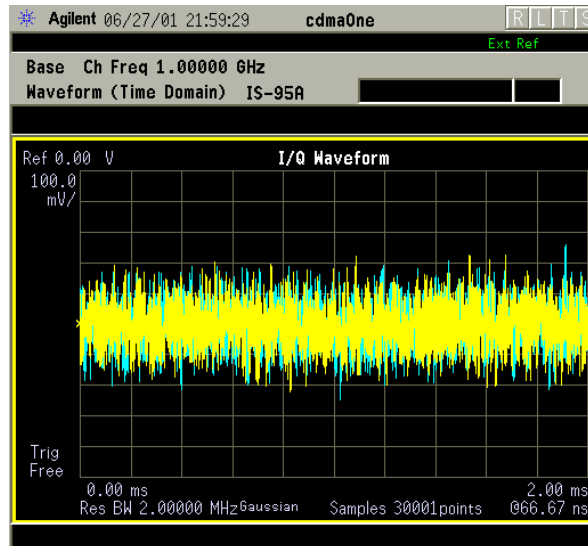 Agilent 06/27/01 21:59:29 cdmaOne R L T S
Ext Ref
Base Ch Freq 1.00000 GHz
Waveform (Time Domain) IS-95A
Ref 0.00 V I/Q Waveform
100.0
mV/
Trig
Free
0.00 ms 2.00 ms
Res BW 2.00000 MHz Gaussian Samples 30001points @66.67 ns